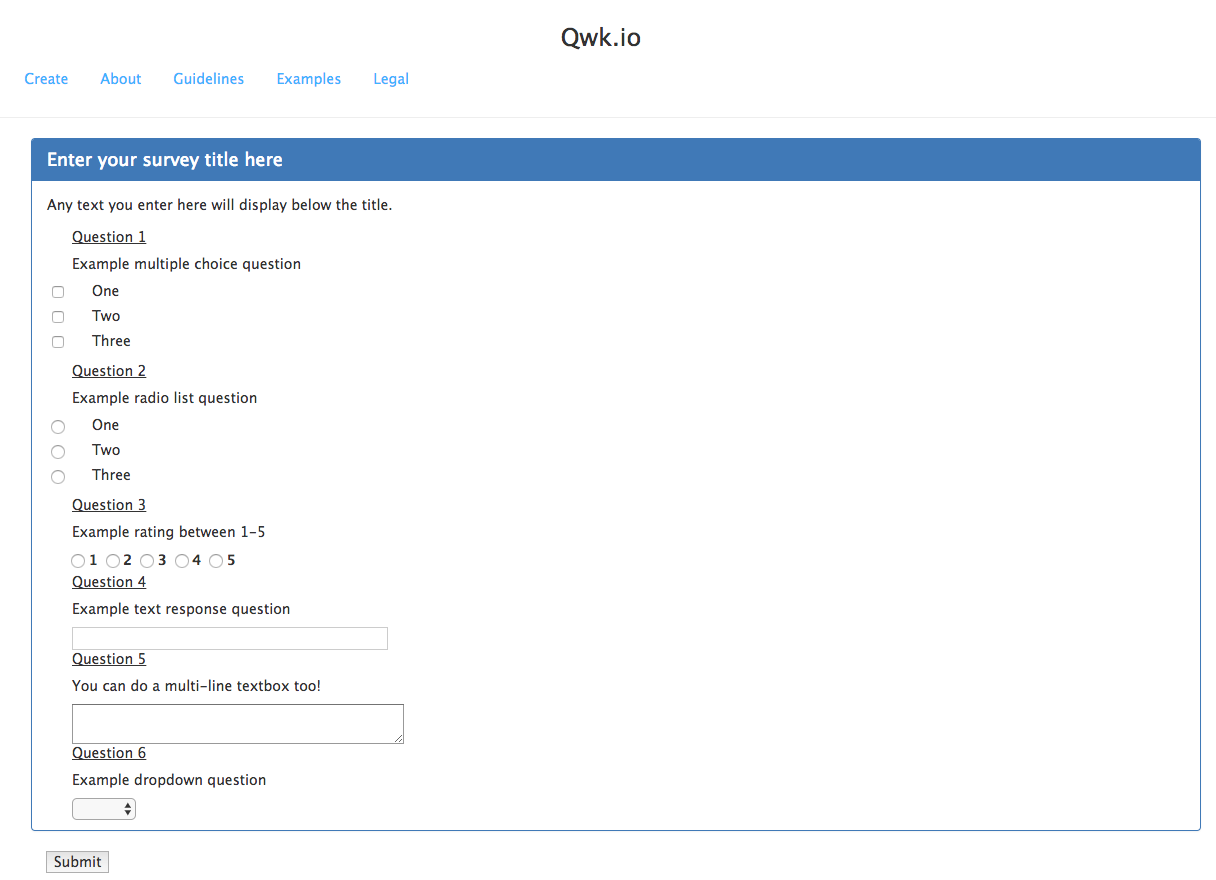 Qwk.io
Create About Guidelines Examples Legal
Enter your survey title here
Any text you enter here will display below the title.
Question 1
Example multiple choice question
One
Two
Three
Question 2
Example radio list question
One
Two
Three
Question 3
Example rating between 1-5
1 2 3 4 5
Question 4
Example text response question
Question 5
You can do a multi-line textbox too!
Question 6
Example dropdown question
Submit